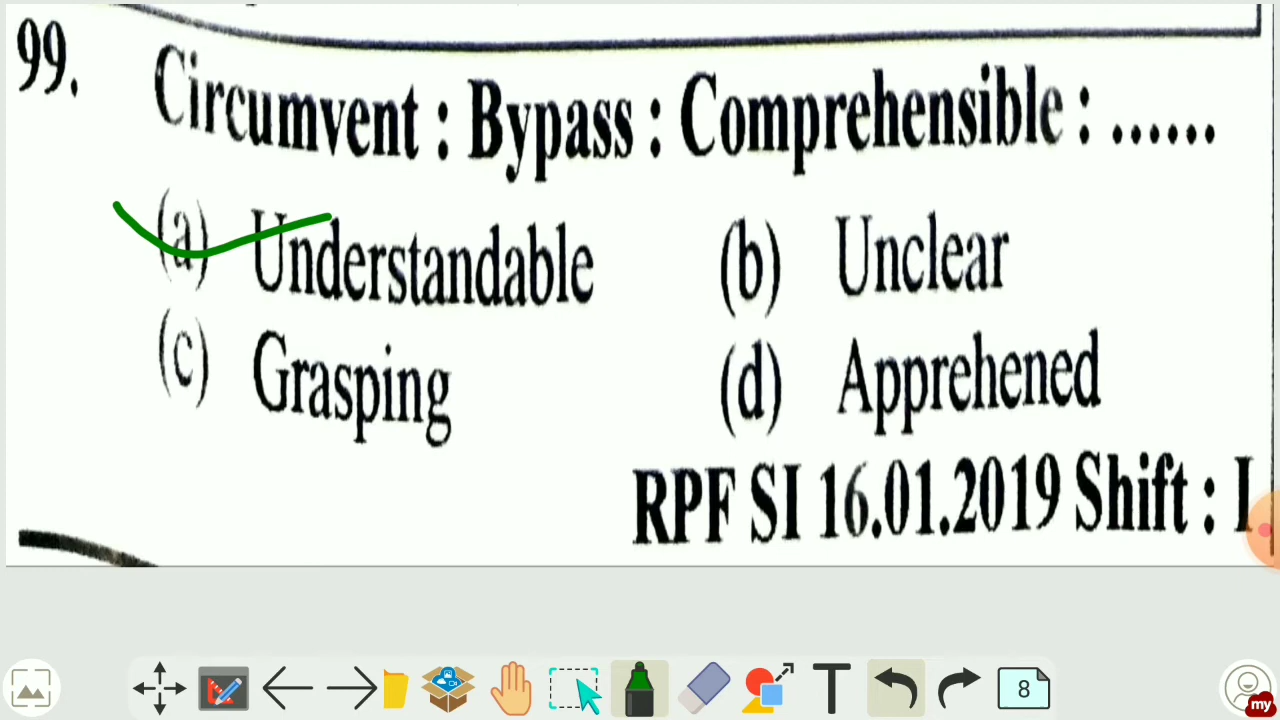 99. Circumvent : Bypass : Comprehensible : ......
(a) Understandable (b) Unclear
(c) Grasping (d) Apprehened
RPF SI 16.01.2019 Shift : I
T 8
my